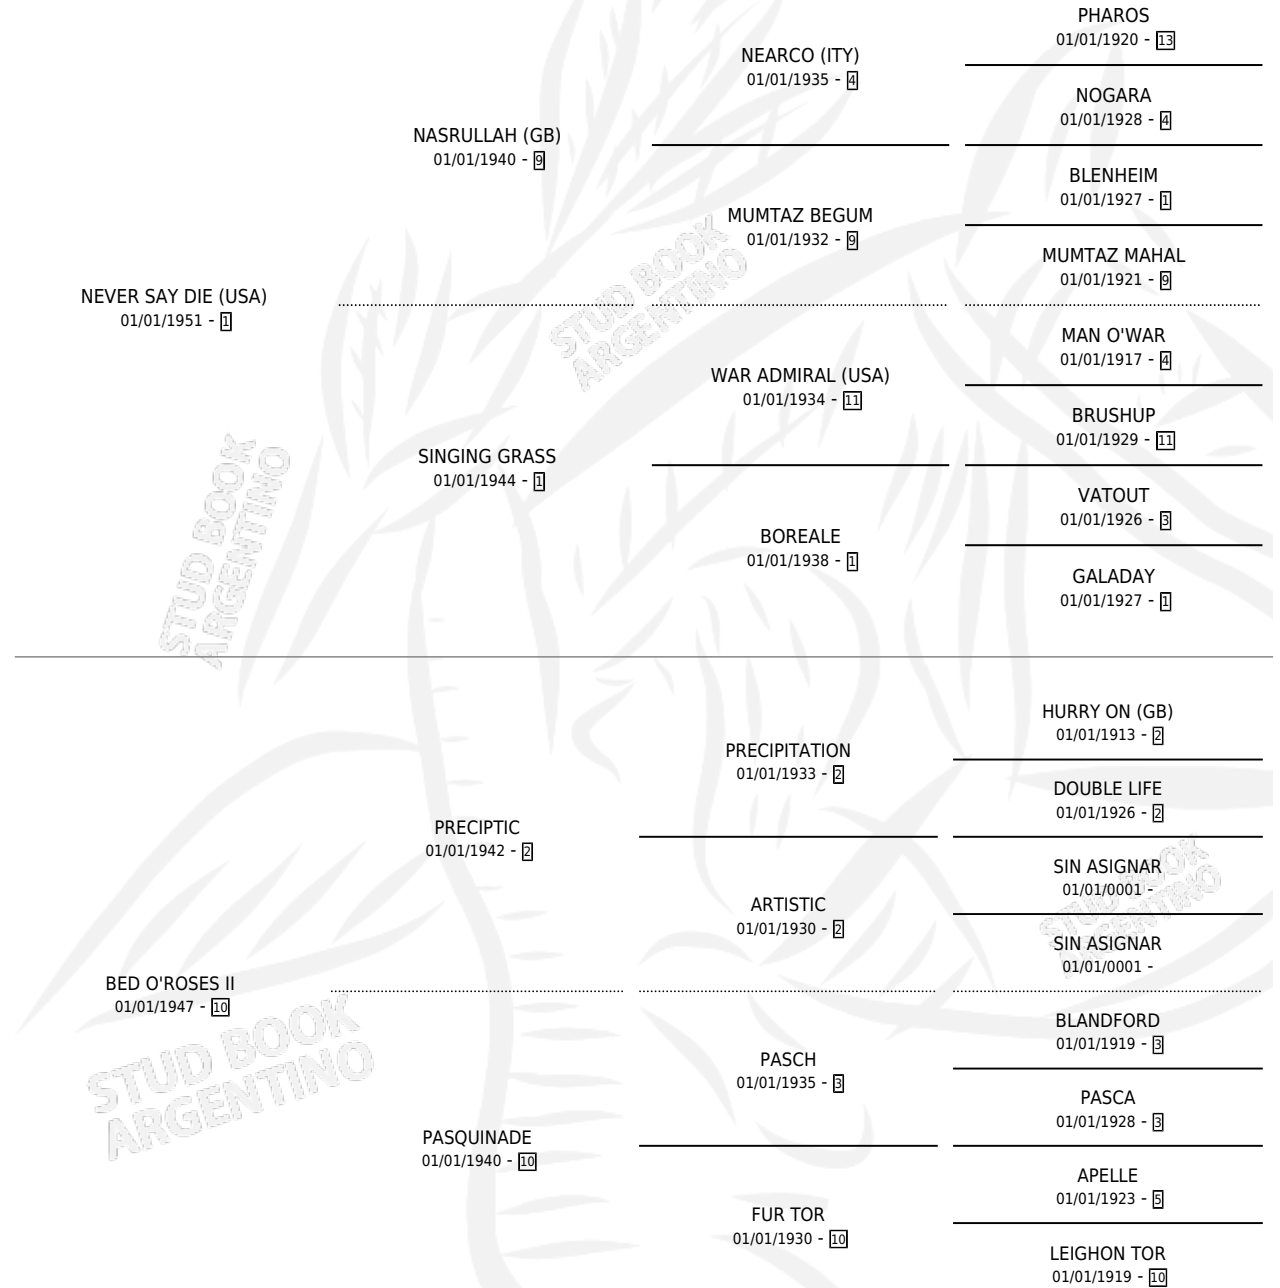 PHAROS
01/01/1920 - 13
NEARCO (ITY)
01/01/1935 - 4
NOGARA
01/01/1928 - 4
NASRULLAH (GB)
01/01/1940 - 9
BLENHEIM
01/01/1927 - 1
MUMTAZ BEGUM
01/01/1932 - 9
MUMTAZ MAHAL
01/01/1921 - 9
NEVER SAY DIE (USA)
01/01/1951 - 1
MAN O'WAR
01/01/1917 - 4
WAR ADMIRAL (USA)
01/01/1934 - 11
BRUSHUP
01/01/1929 - 11
SINGING GRASS
01/01/1944 - 1
VATOUT
01/01/1926 - 3
BOREALE
01/01/1938 - 1
GALADAY
01/01/1927 - 1
HURRY ON (GB)
01/01/1913 - 2
PRECIPITATION
01/01/1933 - 2
DOUBLE LIFE
01/01/1926 - 2
PRECIPTIC
01/01/1942 - 2
SIN ASIGNAR
01/01/0001 -
ARTISTIC
01/01/1930 - 2
SIN ASIGNAR
01/01/0001 -
BED O'ROSES II
01/01/1947 - 10
BLANDFORD
01/01/1919 - 3
PASCH
01/01/1935 - 3
PASCA
01/01/1928 - 3
PASQUINADE
01/01/1940 - 10
APELLE
01/01/1923 - 5
FUR TOR
01/01/1930 - 10
LEIGHON TOR
01/01/1919 - 10
STUD BOOK
ARGENTINO
STUD BOOK
ARGENTINO
STUD BOOK
ARGENTINO
STUD BOOK
ARGENTINO